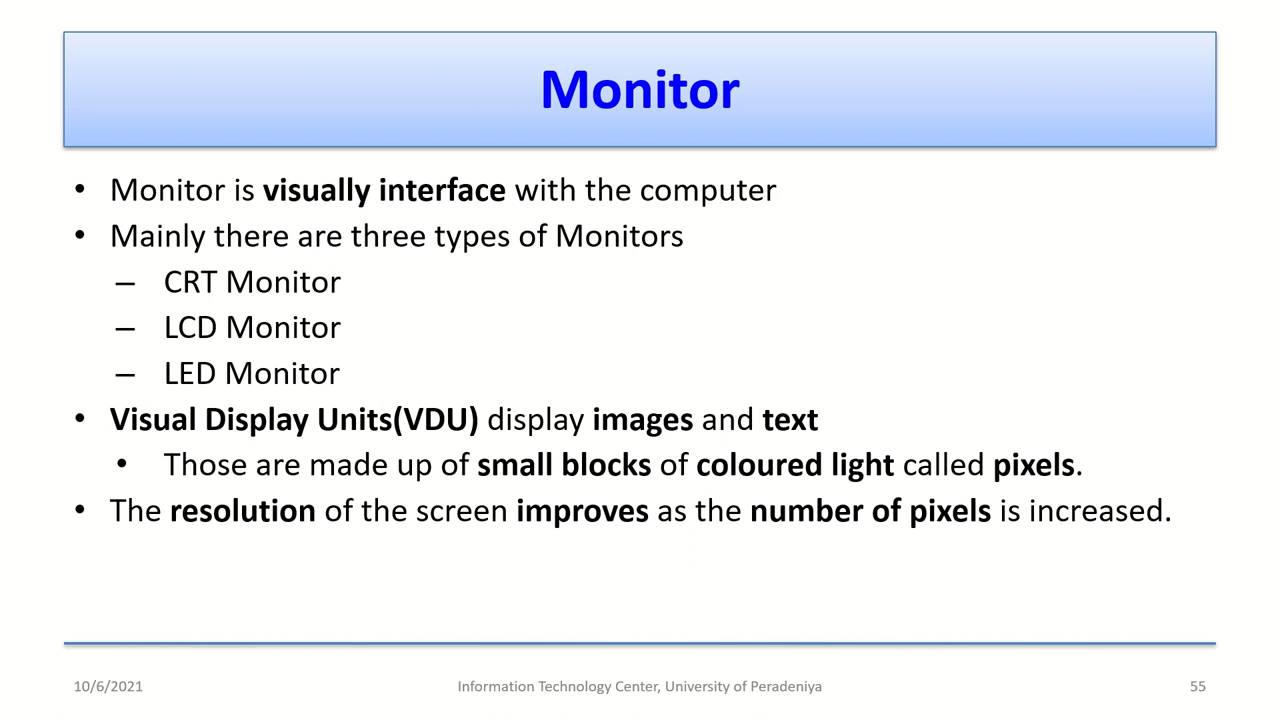 Monitor
• Monitor is visually interface with the computer
• Mainly there are three types of Monitors
– CRT Monitor
– LCD Monitor
– LED Monitor
• Visual Display Units(VDU) display images and text
• Those are made up of small blocks of coloured light called pixels.
• The resolution of the screen improves as the number of pixels is increased.
10/6/2021 Information Technology Center, University of Peradeniya 55